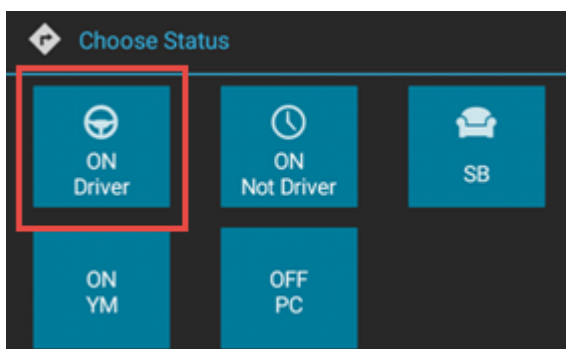 Choose Status
ON
Driver
ON
Not Driver
SB
ON
YM
OFF
PC